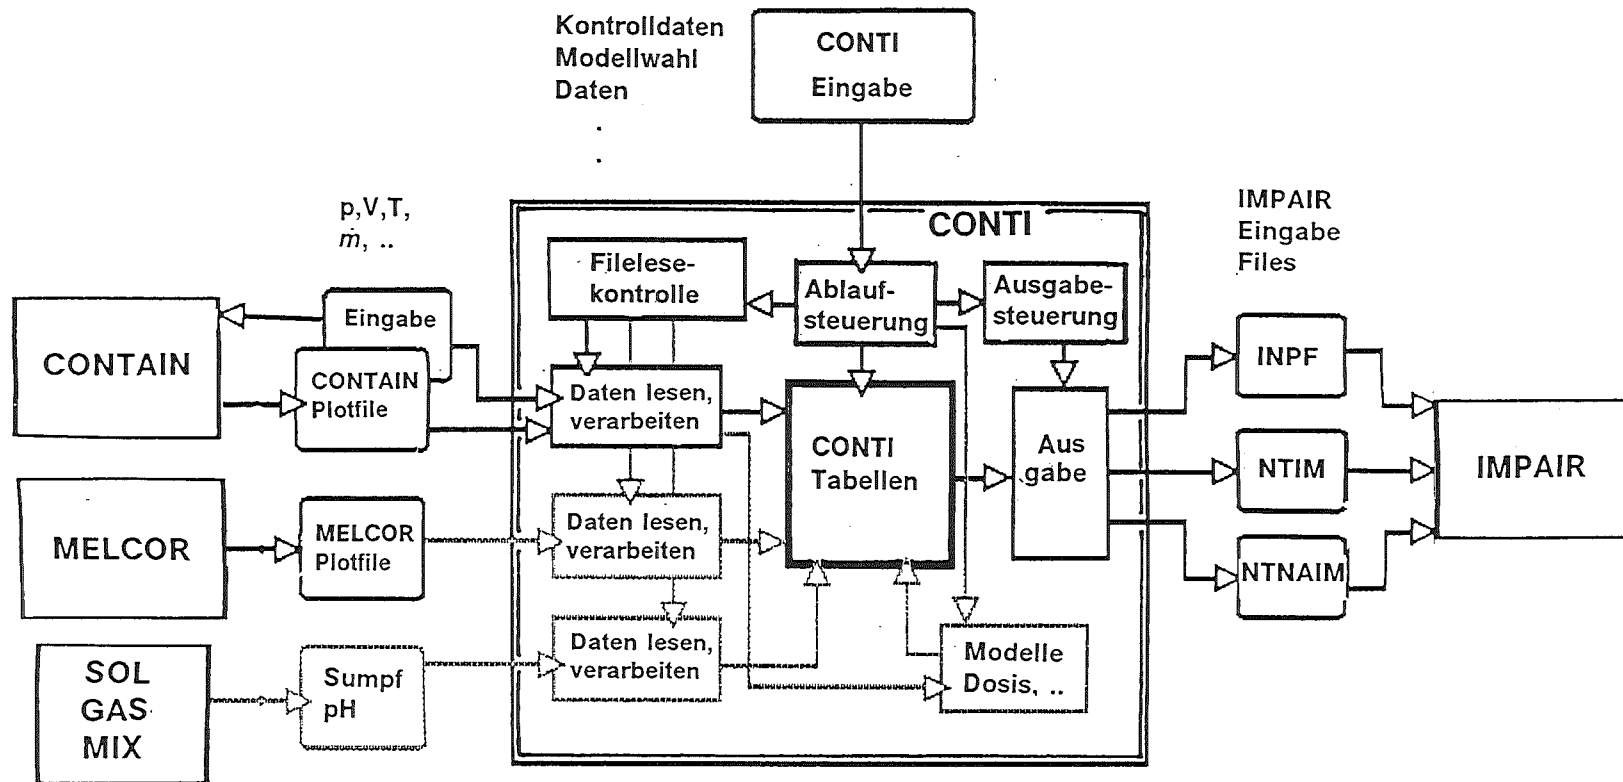 Kontrolldaten
Modellwahl
Daten
.
.
CONTI
Eingabe
p,V,T,
ṁ, ..
IMPAIR
Eingabe
Files
CONTI
Filelese-
kontrolle
Ablauf-
steuerung
Ausgabe-
steuerung
CONTAIN
Eingabe
CONTAIN
Plotfile
Daten lesen,
verarbeiten
CONTI
Tabellen
Aus
gabe
INPF
NTIM
NTNAIM
IMPAIR
MELCOR
MELCOR
Plotfile
Daten lesen,
verarbeiten
SOL
GAS
MIX
Sumpf
pH
Daten lesen,
verarbeiten
Modelle
Dosis, ..